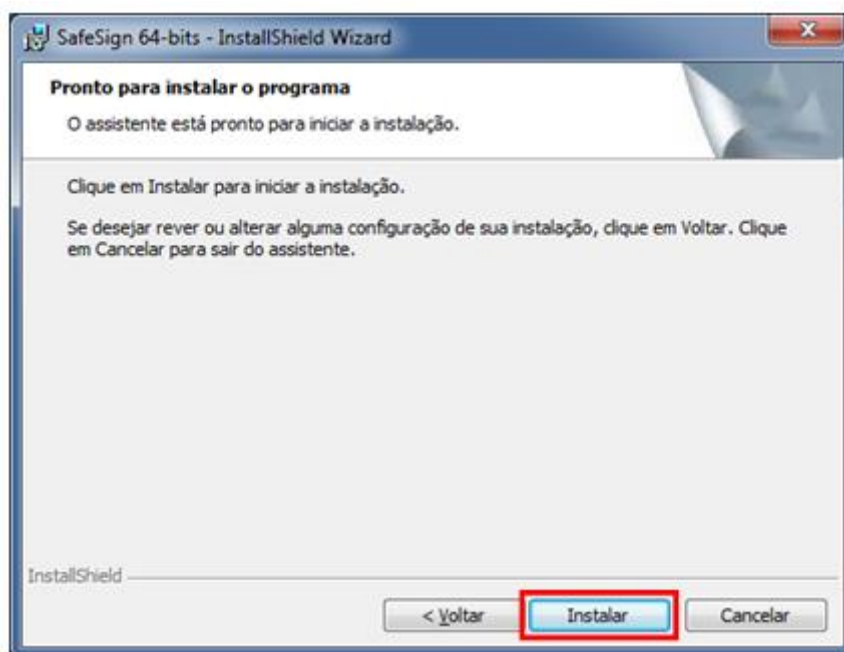 SafeSign 64-bits - InstallShield Wizard
Pronto para instalar o programa
O assistente está pronto para iniciar a instalação.
Clique em Instalar para iniciar a instalação.
Se desejar rever ou alterar alguma configuração de sua instalação, clique em Voltar. Clique
em Cancelar para sair do assistente.
InstallShield
< Voltar
Instalar
Cancelar